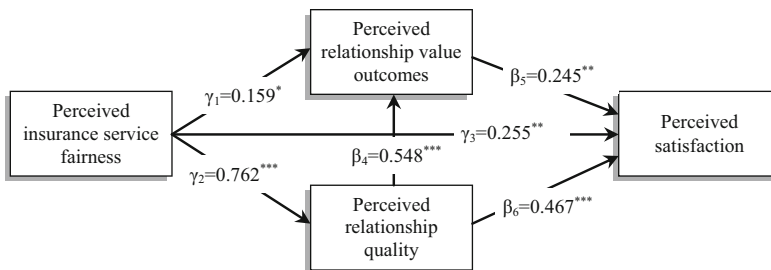 Perceived
relationship value
outcomes
γ1=0.159*
β5=0.245**
Perceived
insurance service
fairness
γ3=0.255**
Perceived
satisfaction
β4=0.548***
γ2=0.762***
Perceived
relationship
quality
β6=0.467***